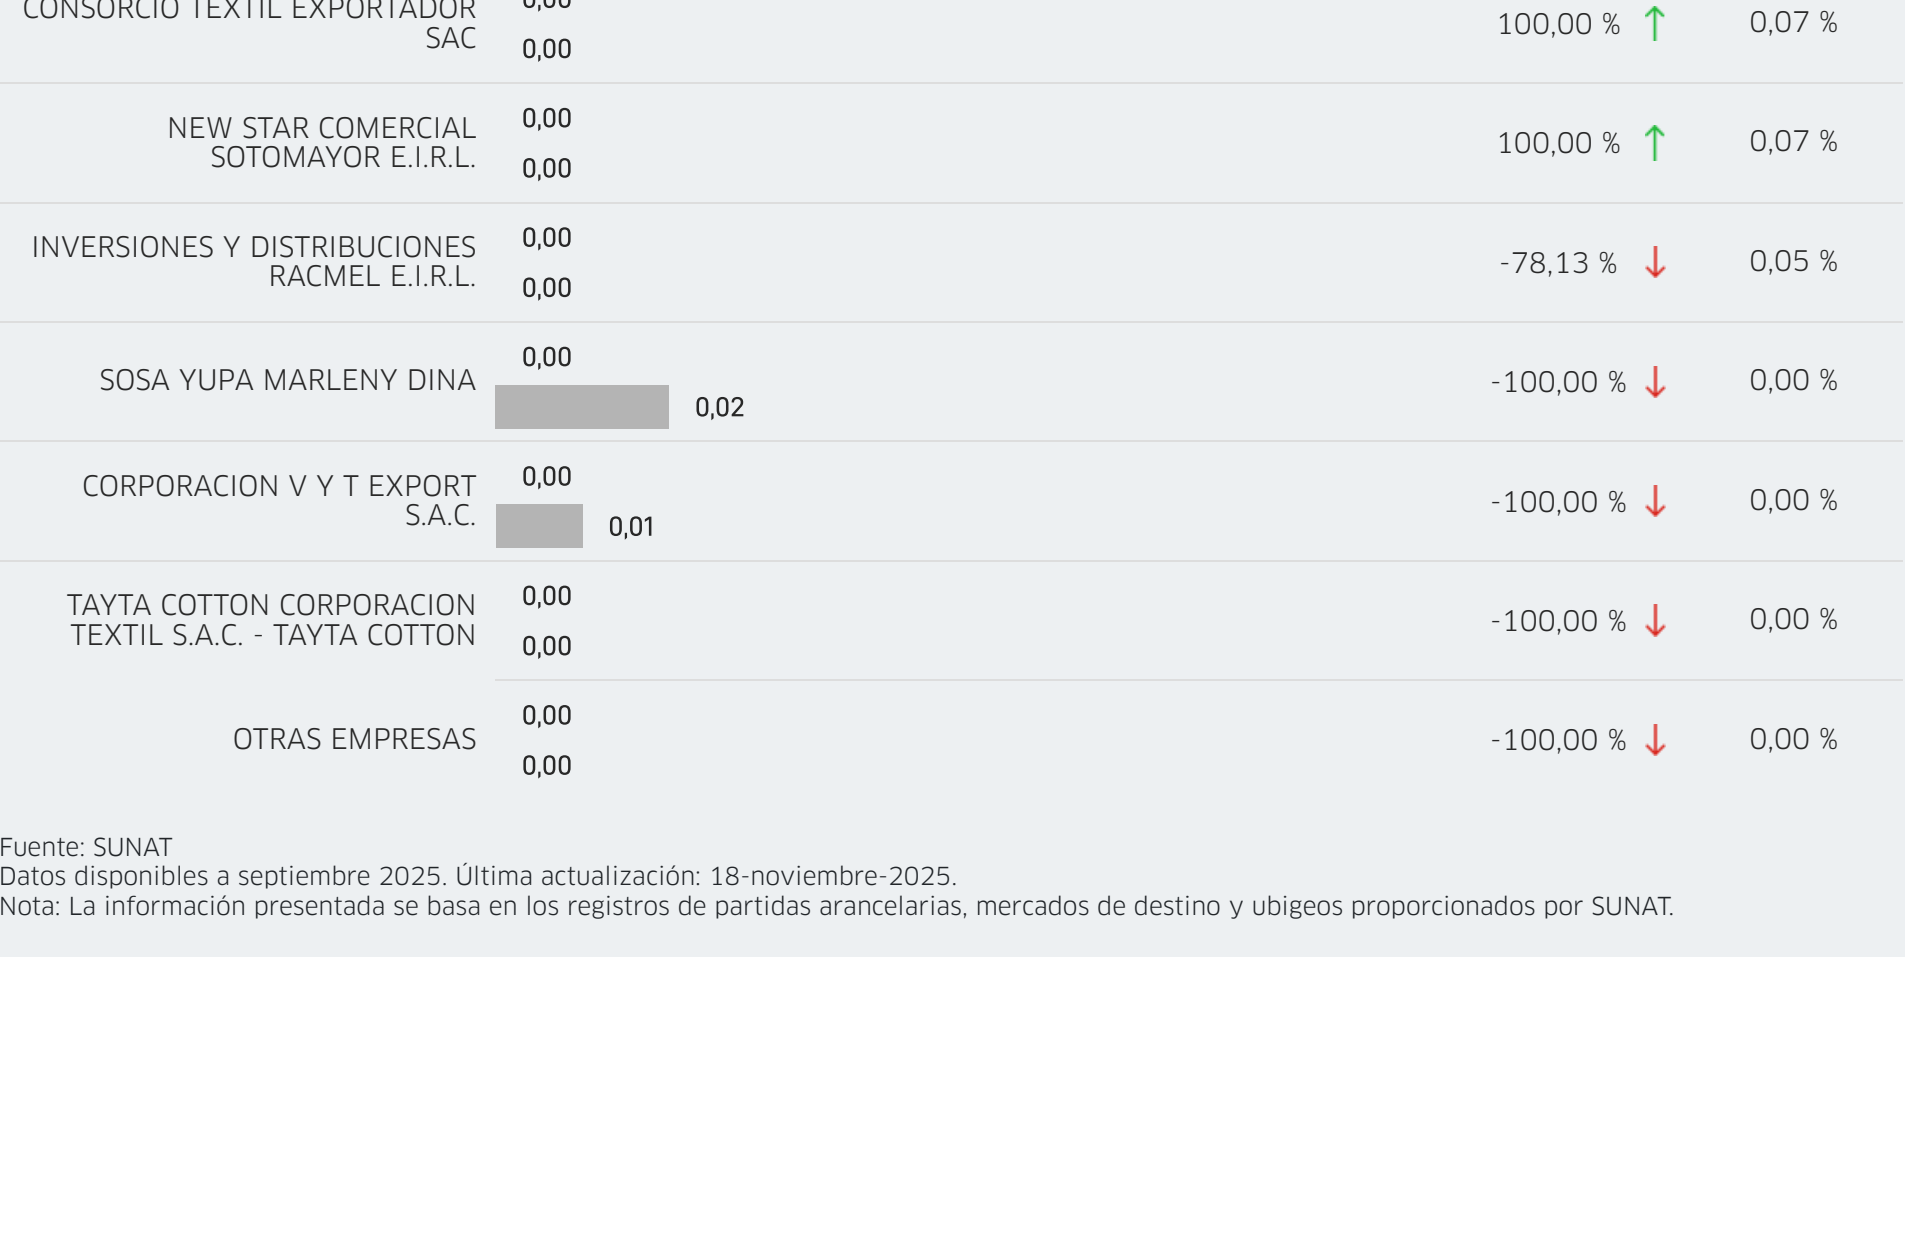 CONSORCIO TEXTIL EXPORTADOR
SAC
0,00
0,00
100,00 %
0,07 %
NEW STAR COMERCIAL
SOTOMAYOR E.I.R.L.
0,00
0,00
100,00 %
0,07 %
INVERSIONES Y DISTRIBUCIONES
RACMEL E.I.R.L.
0,00
0,00
-78,13 %
0,05 %
SOSA YUPA MARLENY DINA
0,00
0,02
-100,00 %
0,00 %
CORPORACION V Y T EXPORT
S.A.C.
0,00
0,01
-100,00 %
0,00 %
TAYTA COTTON CORPORACION
TEXTIL S.A.C. - TAYTA COTTON
0,00
0,00
-100,00 %
0,00 %
OTRAS EMPRESAS
0,00
0,00
-100,00 %
0,00 %
Fuente: SUNAT
Datos disponibles a septiembre 2025. Última actualización: 18-noviembre-2025.
Nota: La información presentada se basa en los registros de partidas arancelarias, mercados de destino y ubigeos proporcionados por SUNAT.